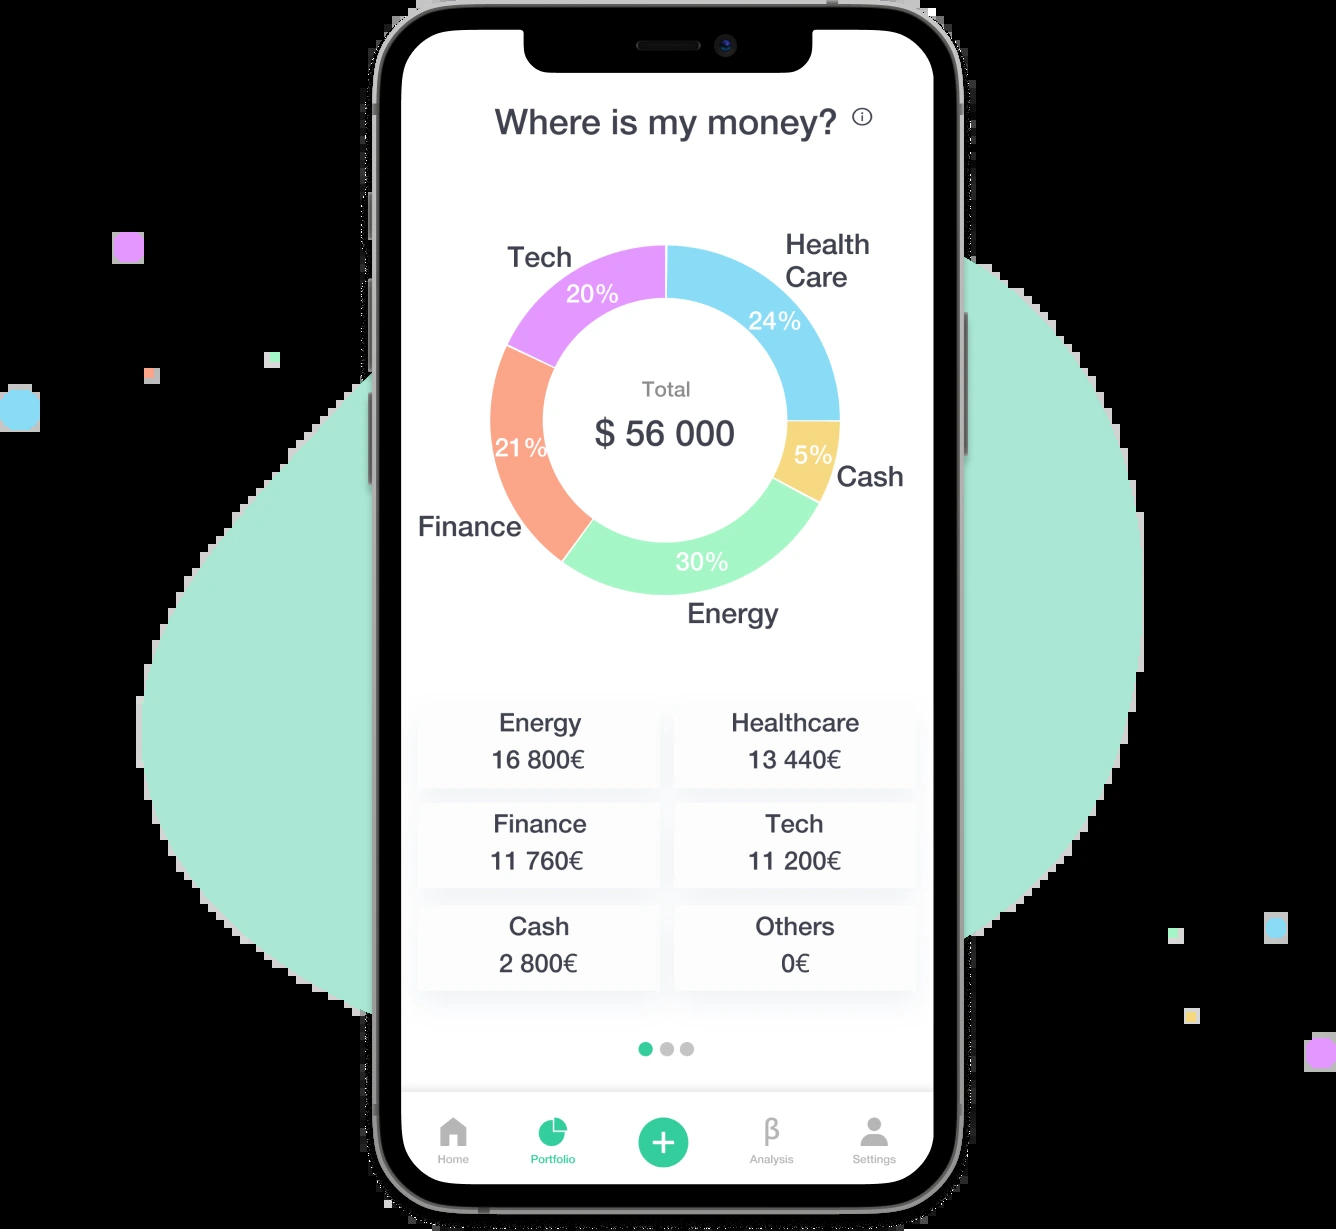 Where is my money?
Tech
Health
Care
20%
24%
Total
$ 56 000
21%
5%
Cash
Finance
30%
Energy
Energy
Healthcare
16 800€
13 440€
Finance
Tech
11 760€
11 200€
Cash
Others
2 800€
0€
Home
Portfolio
β
Analysis
Settings